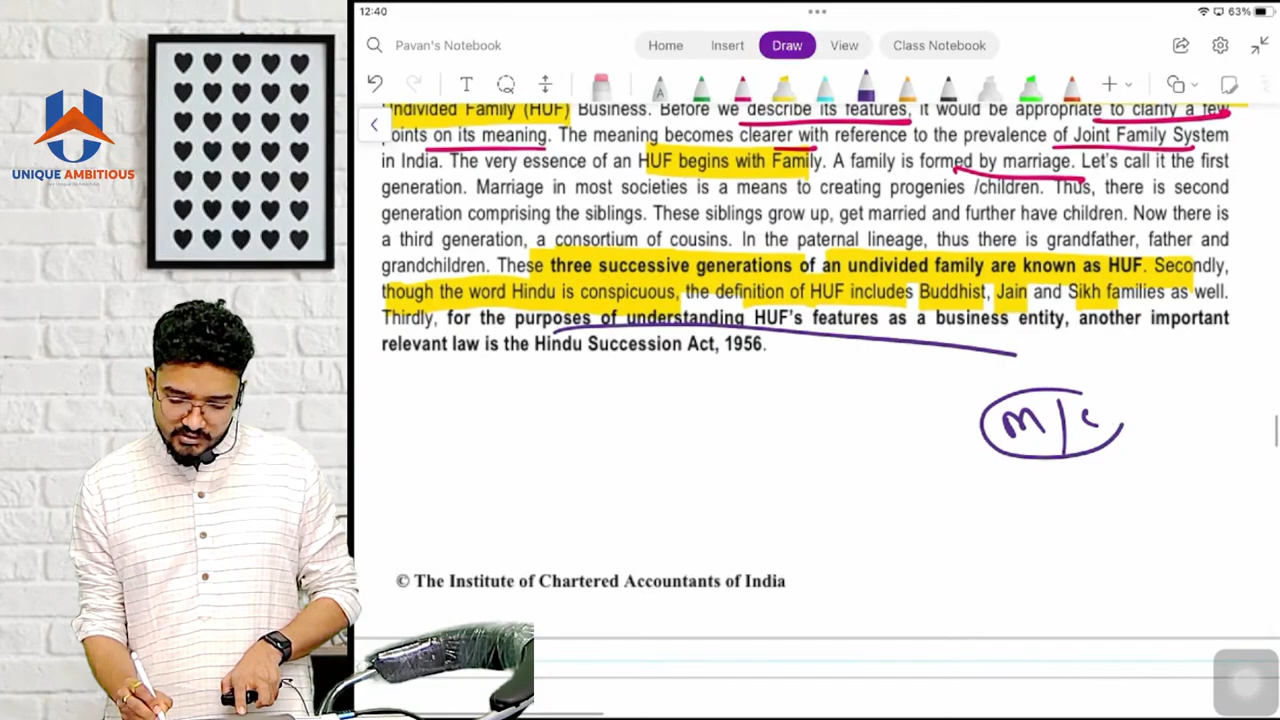 12:40
63%
Pavan's Notebook
Home
Insert
Draw
View
Class Notebook
UNIQUE AMBITIOUS
Undivided Family (HUF) Business. Before we describe its features, it would be appropriate to clarify a few
points on its meaning. The meaning becomes clearer with reference to the prevalence of Joint Family System
in India. The very essence of an HUF begins with Family. A family is formed by marriage. Let's call it the first
generation. Marriage in most societies is a means to creating progenies /children. Thus, there is second
generation comprising the siblings. These siblings grow up, get married and further have children. Now there is
a third generation, a consortium of cousins. In the paternal lineage, thus there is grandfather, father and
grandchildren. These three successive generations of an undivided family are known as HUF. Secondly,
though the word Hindu is conspicuous, the definition of HUF includes Buddhist, Jain and Sikh families as well.
Thirdly, for the purposes of understanding HUF's features as a business entity, another important
relevant law is the Hindu Succession Act, 1956.
M/C
© The Institute of Chartered Accountants of India